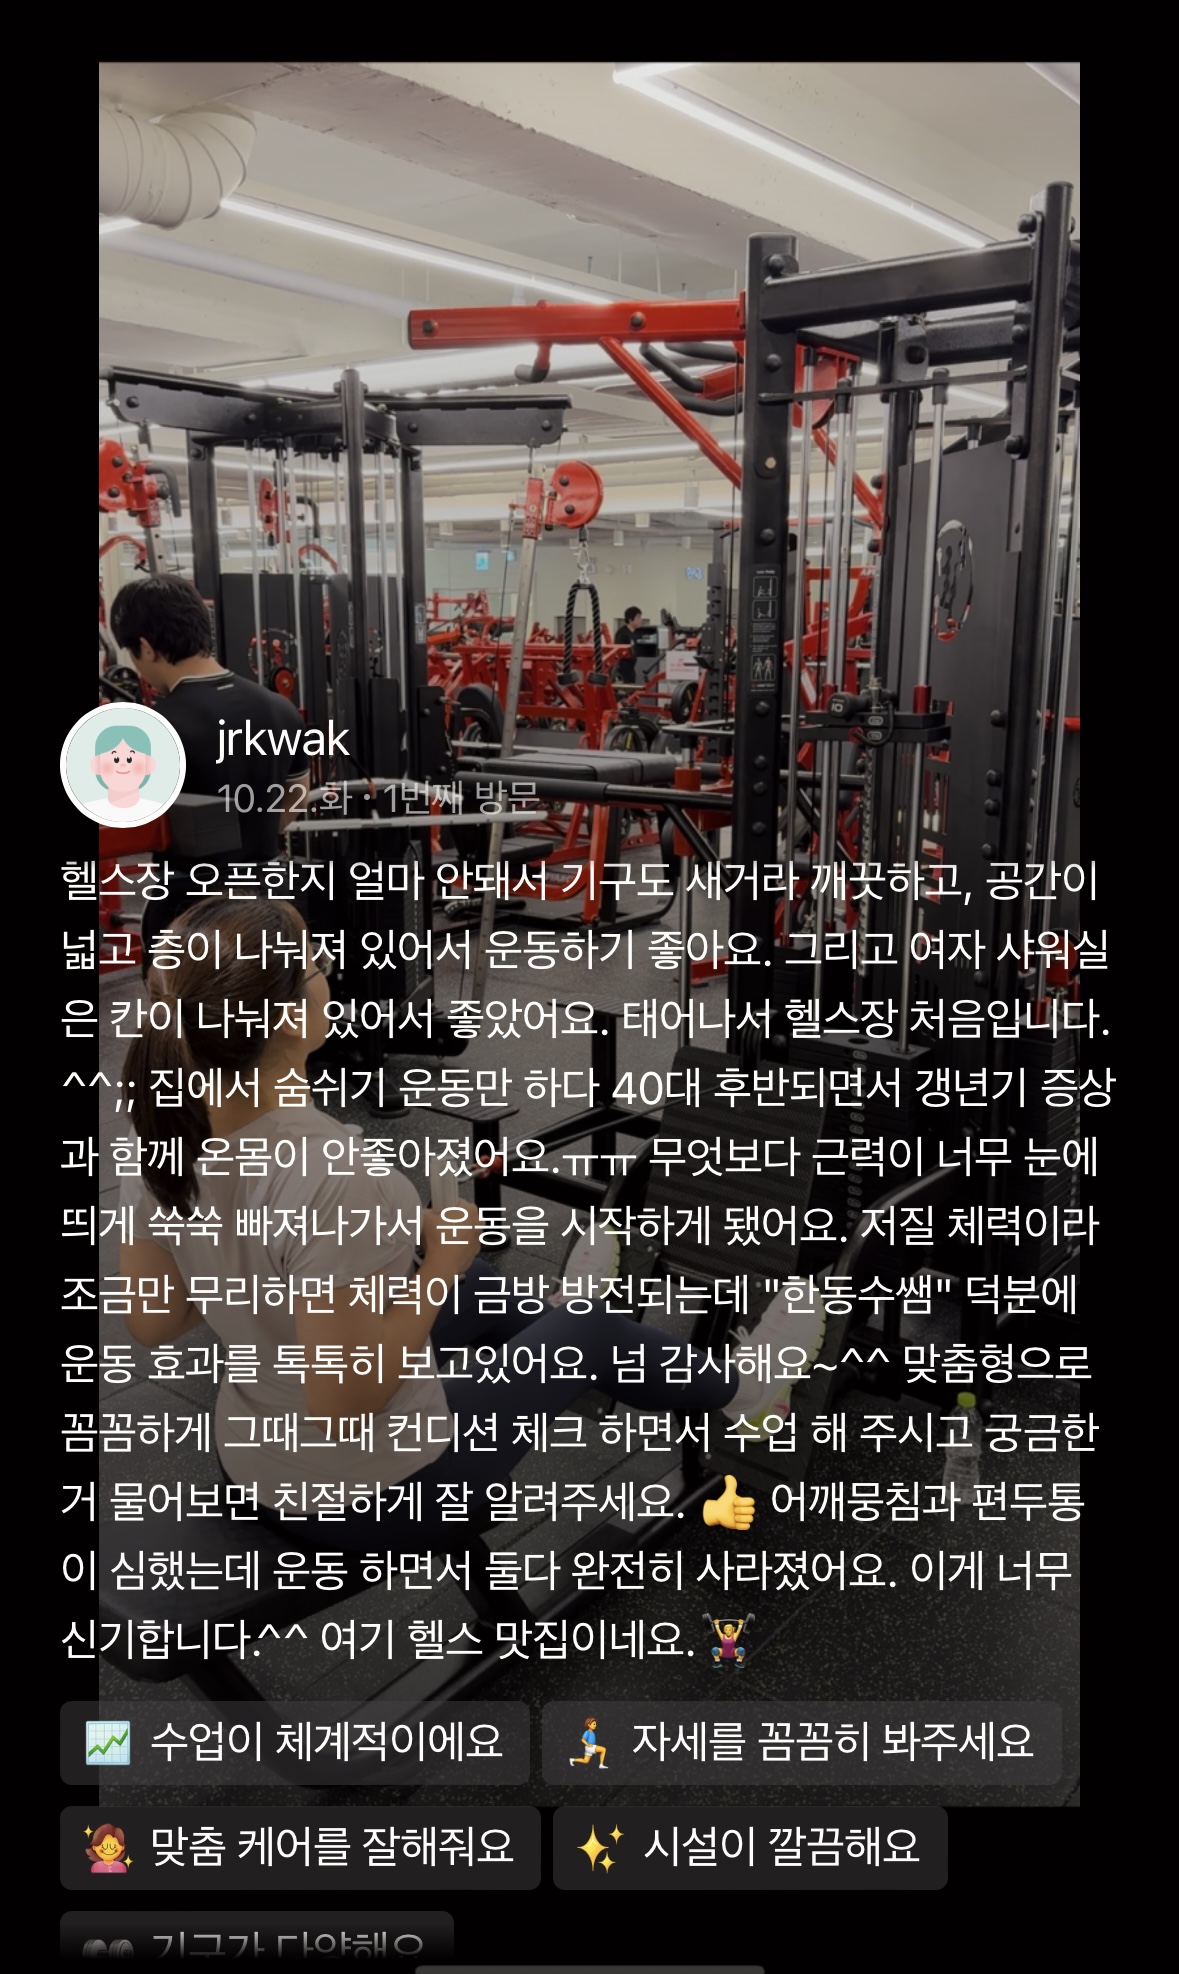 jrkwak
10.22.화 · 1번째 방문
헬스장 오픈한지 얼마 안돼서 기구도 새거라 깨끗하고, 공간이
넓고 층이 나눠져 있어서 운동하기 좋아요. 그리고 여자 샤워실
은 칸이 나눠져 있어서 좋았어요. 태어나서 헬스장 처음입니다.
^^;; 집에서 숨쉬기 운동만 하다 40대 후반되면서 갱년기 증상
과 함께 온몸이 안좋아졌어요.ㅠㅠ 무엇보다 근력이 너무 눈에
띄게 쑥쑥 빠져나가서 운동을 시작하게 됐어요. 저질 체력이라
조금만 무리하면 체력이 금방 방전되는데 "한동수쌤" 덕분에
운동 효과를 톡톡히 보고있어요. 넘 감사해요~^^ 맞춤형으로
꼼꼼하게 그때그때 컨디션 체크 하면서 수업 해 주시고 궁금한
거 물어보면 친절하게 잘 알려주세요. 👍 어깨뭉침과 편두통
이 심했는데 운동 하면서 둘다 완전히 사라졌어요. 이게 너무
신기합니다.^^ 여기 헬스 맛집이네요.🏋️‍♀️
📈 수업이 체계적이에요
자세를 꼼꼼히 봐주세요
맞춤 케어를 잘해줘요
✨ 시설이 깔끔해요
기구가 다양해요